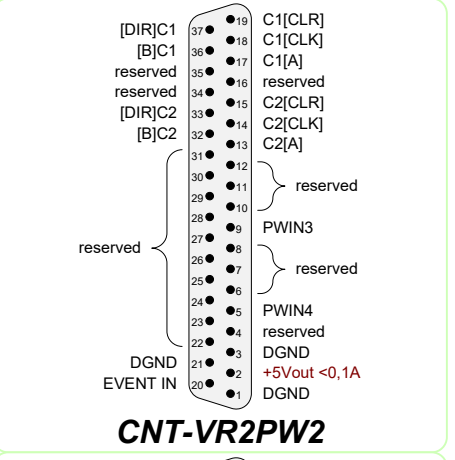 [DIR]C1 37 19 C1[CLR]
[B]C1 36 18 C1[CLK]
reserved 35 17 C1[A]
reserved 34 16 reserved
[DIR]C2 33 15 C2[CLR]
[B]C2 32 14 C2[CLK]
31 13 C2[A]
30 12
29 11 reserved
28 10
27 9 PWIN3
reserved 26 8
25 7 reserved
24 6
23 5 PWIN4
22 4 reserved
DGND 21 3 DGND
EVENT IN 20 2 +5Vout <0,1A
1 DGND
CNT-VR2PW2